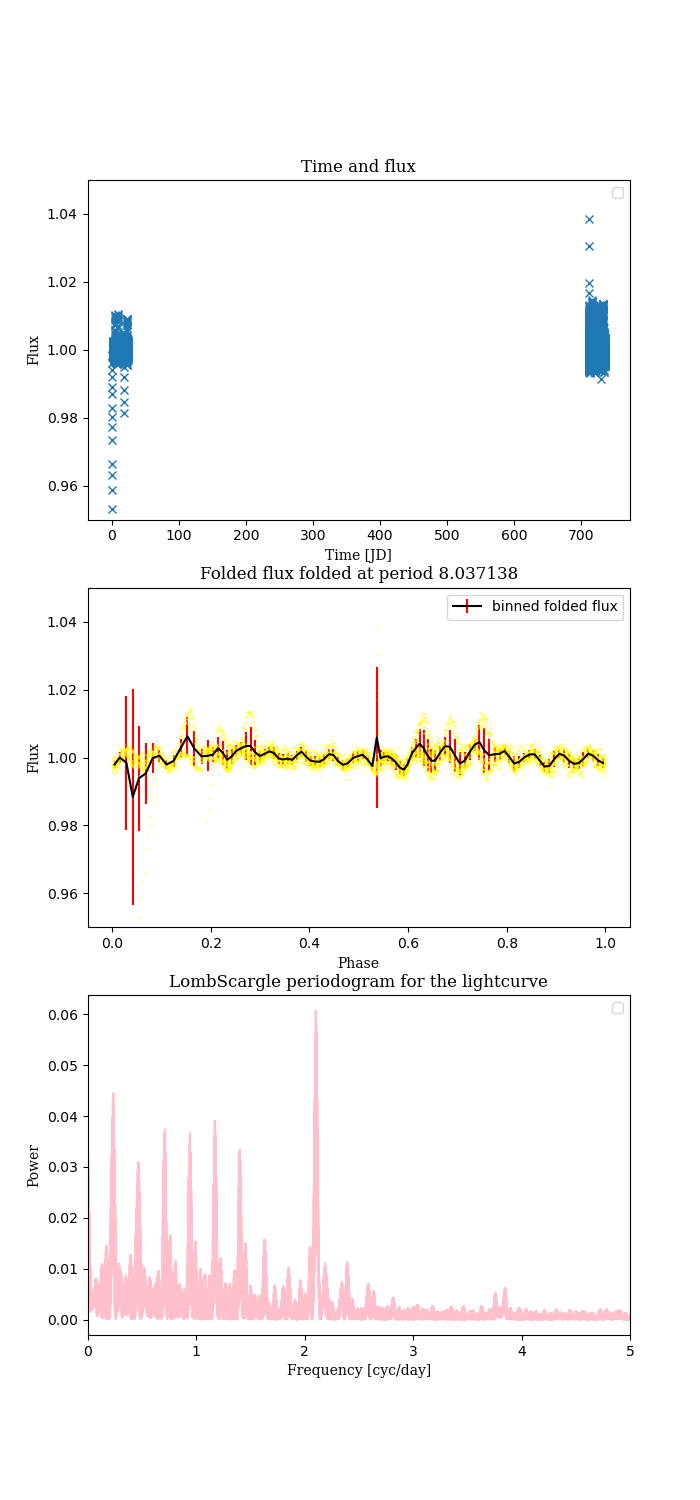 Time and flux
1.04
1.02
1.00
0.98
0.96
Flux
0 100 200 300 400 500 600 700
Time [JD]
Folded flux folded at period 8.037138
binned folded flux
1.04
1.02
1.00
0.98
0.96
Flux
0.0 0.2 0.4 0.6 0.8 1.0
Phase
LombScargle periodogram for the lightcurve
0.06
0.05
0.04
0.03
0.02
0.01
0.00
Power
0 1 2 3 4 5
Frequency [cyc/day]